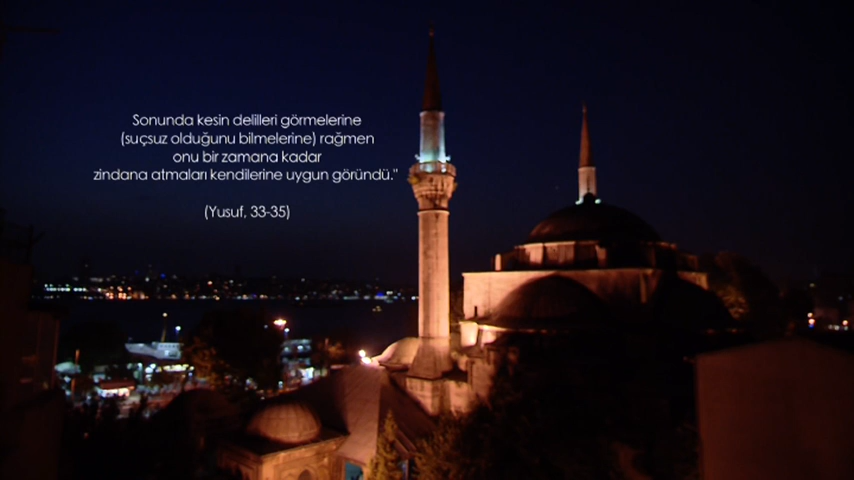 Sonunda kesin delilleri görmelerine
(suçsuz olduğunu bilmelerine) rağmen
onu bir zamana kadar
zindana atmaları kendilerine uygun göründü."
(Yusuf, 33-35)